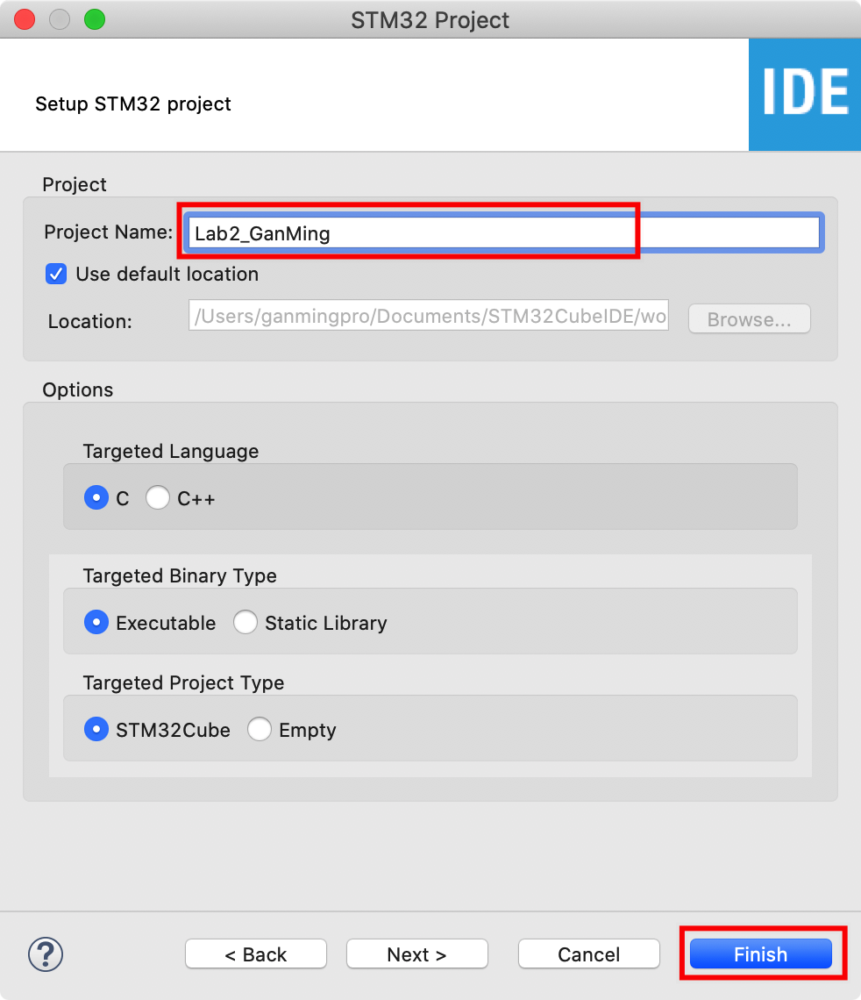 STM32 Project
Setup STM32 project
IDE
Project
Project Name: Lab2_GanMing
Use default location
Location: /Users/ganmingpro/Documents/STM32CubeIDE/wo Browse...
Options
Targeted Language
C C++
Targeted Binary Type
Executable Static Library
Targeted Project Type
STM32Cube Empty
? < Back Next > Cancel Finish